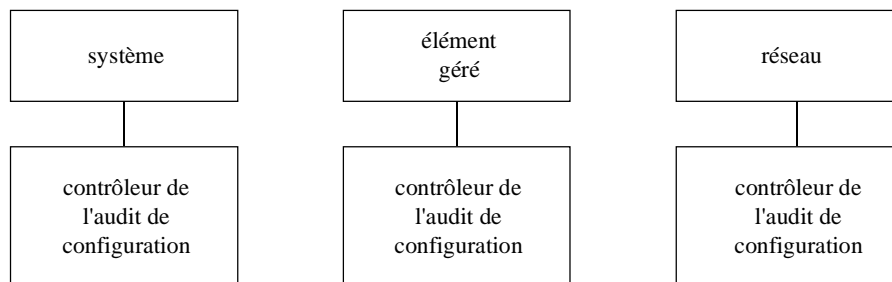 système
élément
géré
réseau
contrôleur de
l'audit de
configuration
contrôleur de
l'audit de
configuration
contrôleur de
l'audit de
configuration